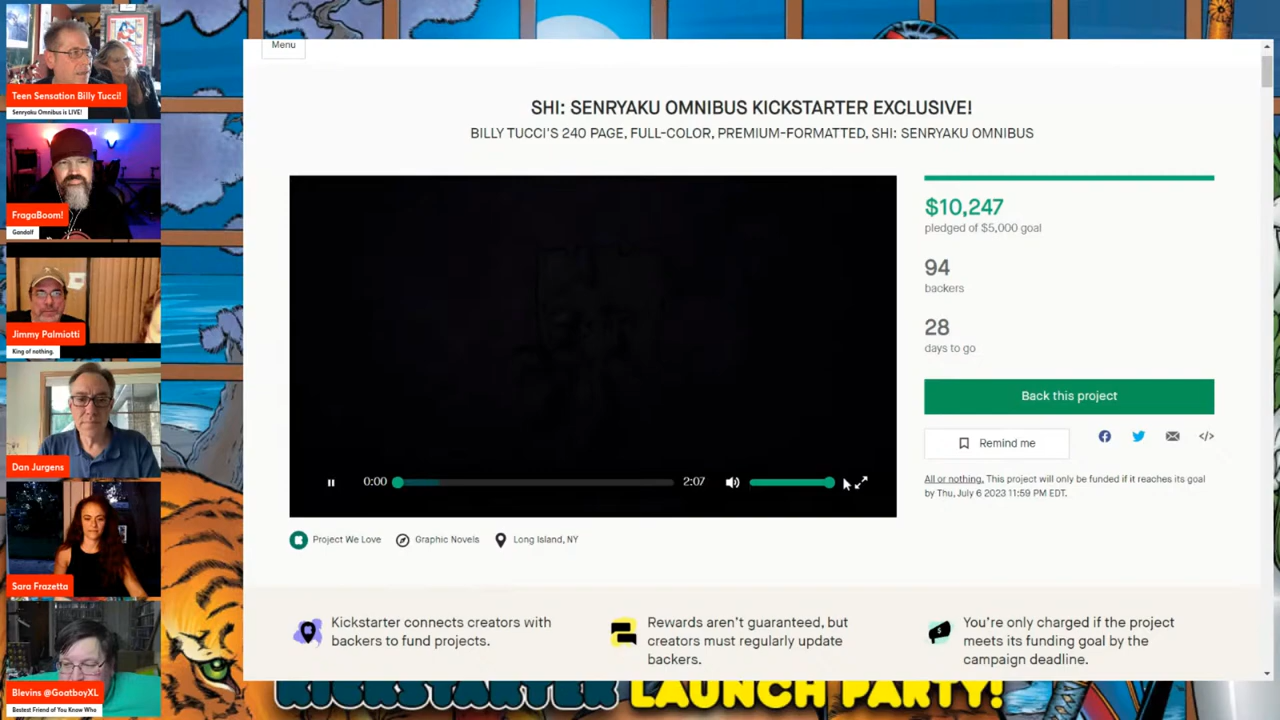 Teen Sensation Billy Tucci!
Senryaku Omnibus is LIVE!
FragaBoom!
Gandalf
Jimmy Palmiotti
King of nothing.
Dan Jurgens
Sara Frazetta
Blevins @GoatboyXL
Bestest Friend of You Know Who
Menu
SHI: SENRYAKU OMNIBUS KICKSTARTER EXCLUSIVE!
BILLY TUCCI'S 240 PAGE, FULL-COLOR, PREMIUM-FORMATTED, SHI: SENRYAKU OMNIBUS
0:00
2:07
Project We Love
Graphic Novels
Long Island, NY
$10,247
pledged of $5,000 goal
94
backers
28
days to go
Back this project
Remind me
All or nothing. This project will only be funded if it reaches its goal
by Thu, July 6 2023 11:59 PM EDT.
Kickstarter connects creators with
backers to fund projects.
Rewards aren't guaranteed, but
creators must regularly update
backers.
You're only charged if the project
meets its funding goal by the
campaign deadline.
KICKSTARTER LAUNCH PARTY!